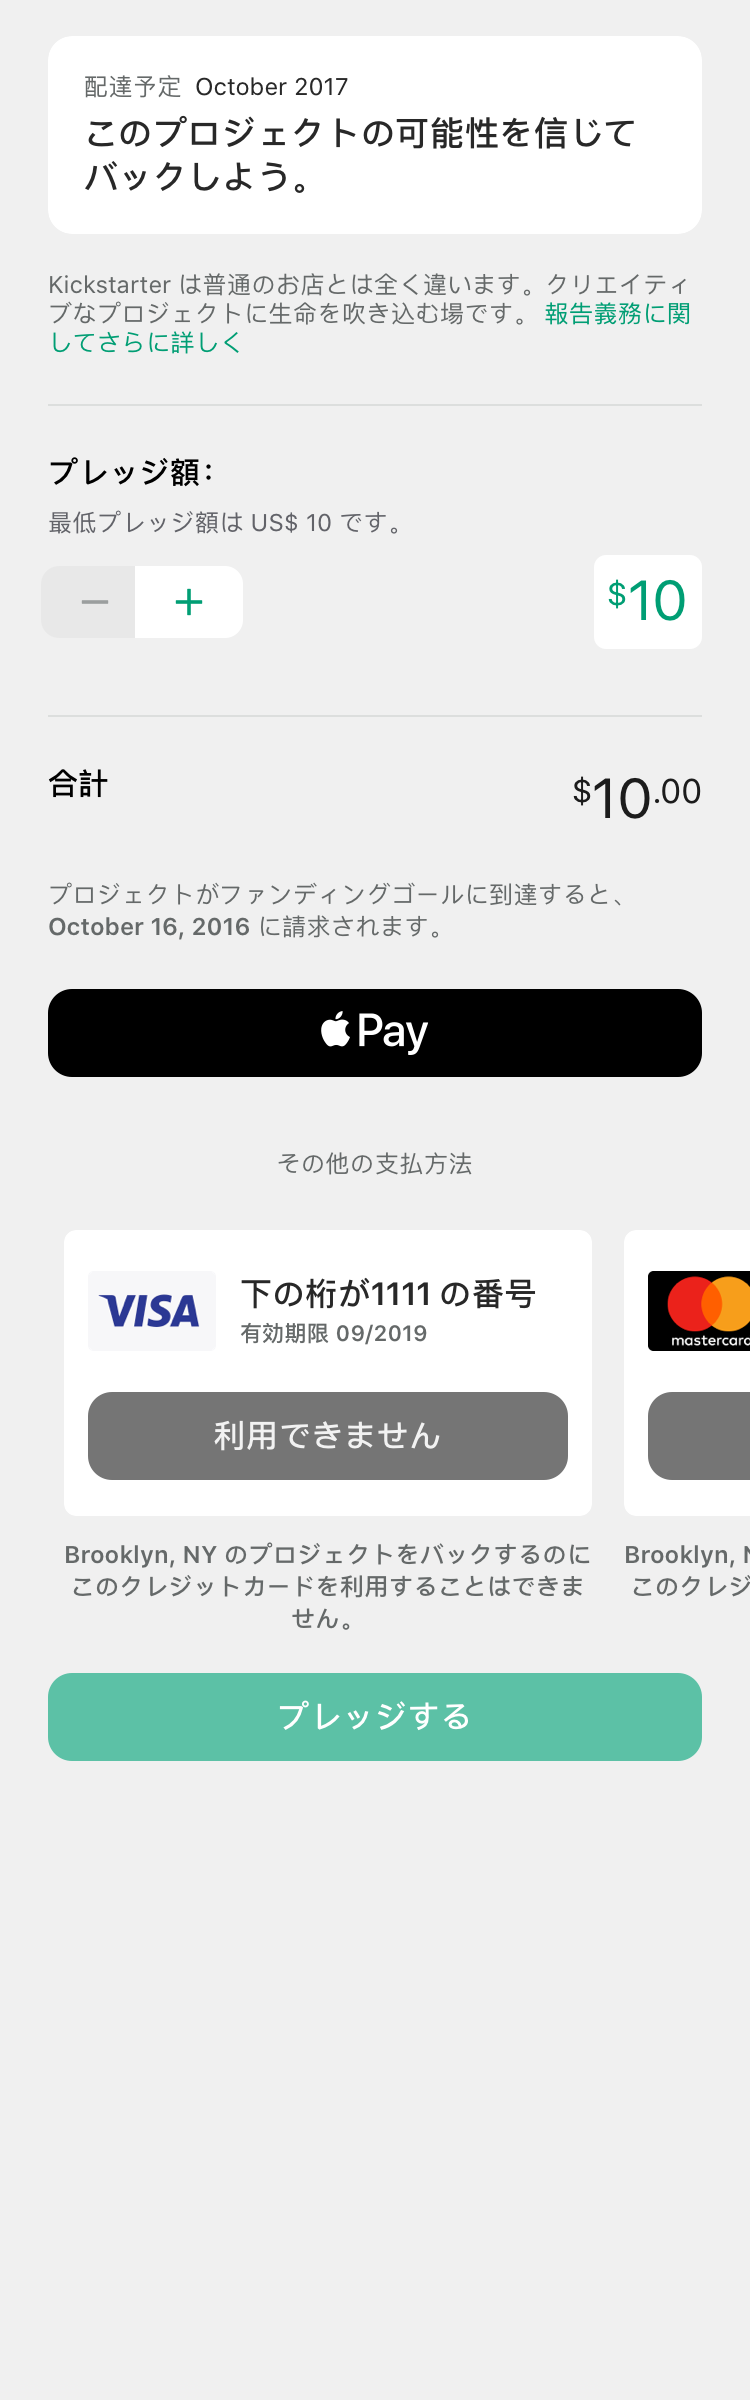 配達予定 October 2017
このプロジェクトの可能性を信じて
バックしよう。
Kickstarter は普通のお店とは全く違います。クリエイティ
ブなプロジェクトに生命を吹き込む場です。 報告義務に関
してさらに詳しく
プレッジ額：
最低プレッジ額は US$ 10 です。
− +
$10
合計
$10.00
プロジェクトがファンディングゴールに到達すると、
October 16, 2016 に請求されます。
Pay
その他の支払方法
VISA
下の桁が1111 の番号
有効期限 09/2019
利用できません
mastercard
Brooklyn, NY のプロジェクトをバックするのに
このクレジットカードを利用することはできま
せん。
Brooklyn,
このクレジ
プレッジする